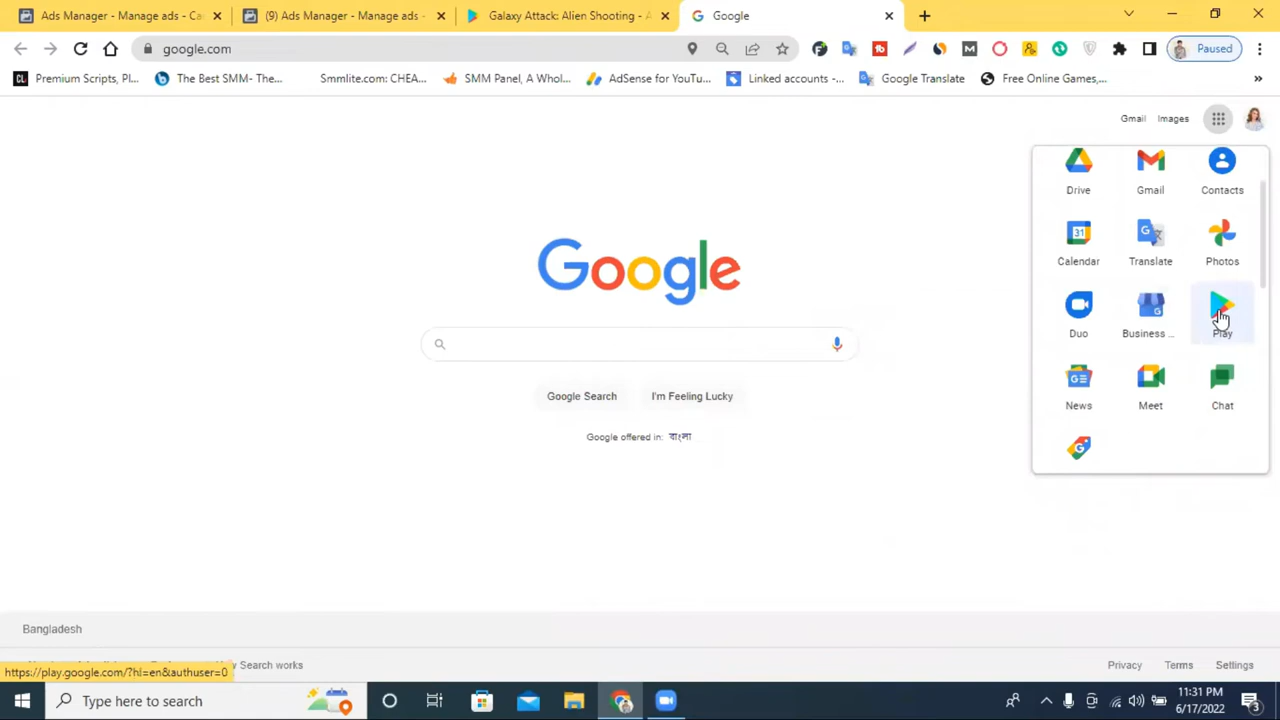 Ads Manager - Manage ads - Ca
(9) Ads Manager - Manage ads -
Galaxy Attack: Alien Shooting - A
Google
google.com
Paused
Premium Scripts, Pl...
The Best SMM- The...
Smmlite.com: CHEA...
SMM Panel, A Whol...
AdSense for YouTu...
Linked accounts -...
Google Translate
Free Online Games,...
»
Gmail
Images
Drive
Gmail
Contacts
Calendar
Translate
Photos
Duo
Business ...
Play
News
Meet
Chat
Google
Google Search
I'm Feeling Lucky
Google offered in: বাংলা
Bangladesh
w Search works
Privacy
Terms
Settings
https://play.google.com/?hl=en&authuser=0
Type here to search
11:31 PM
6/17/2022
3